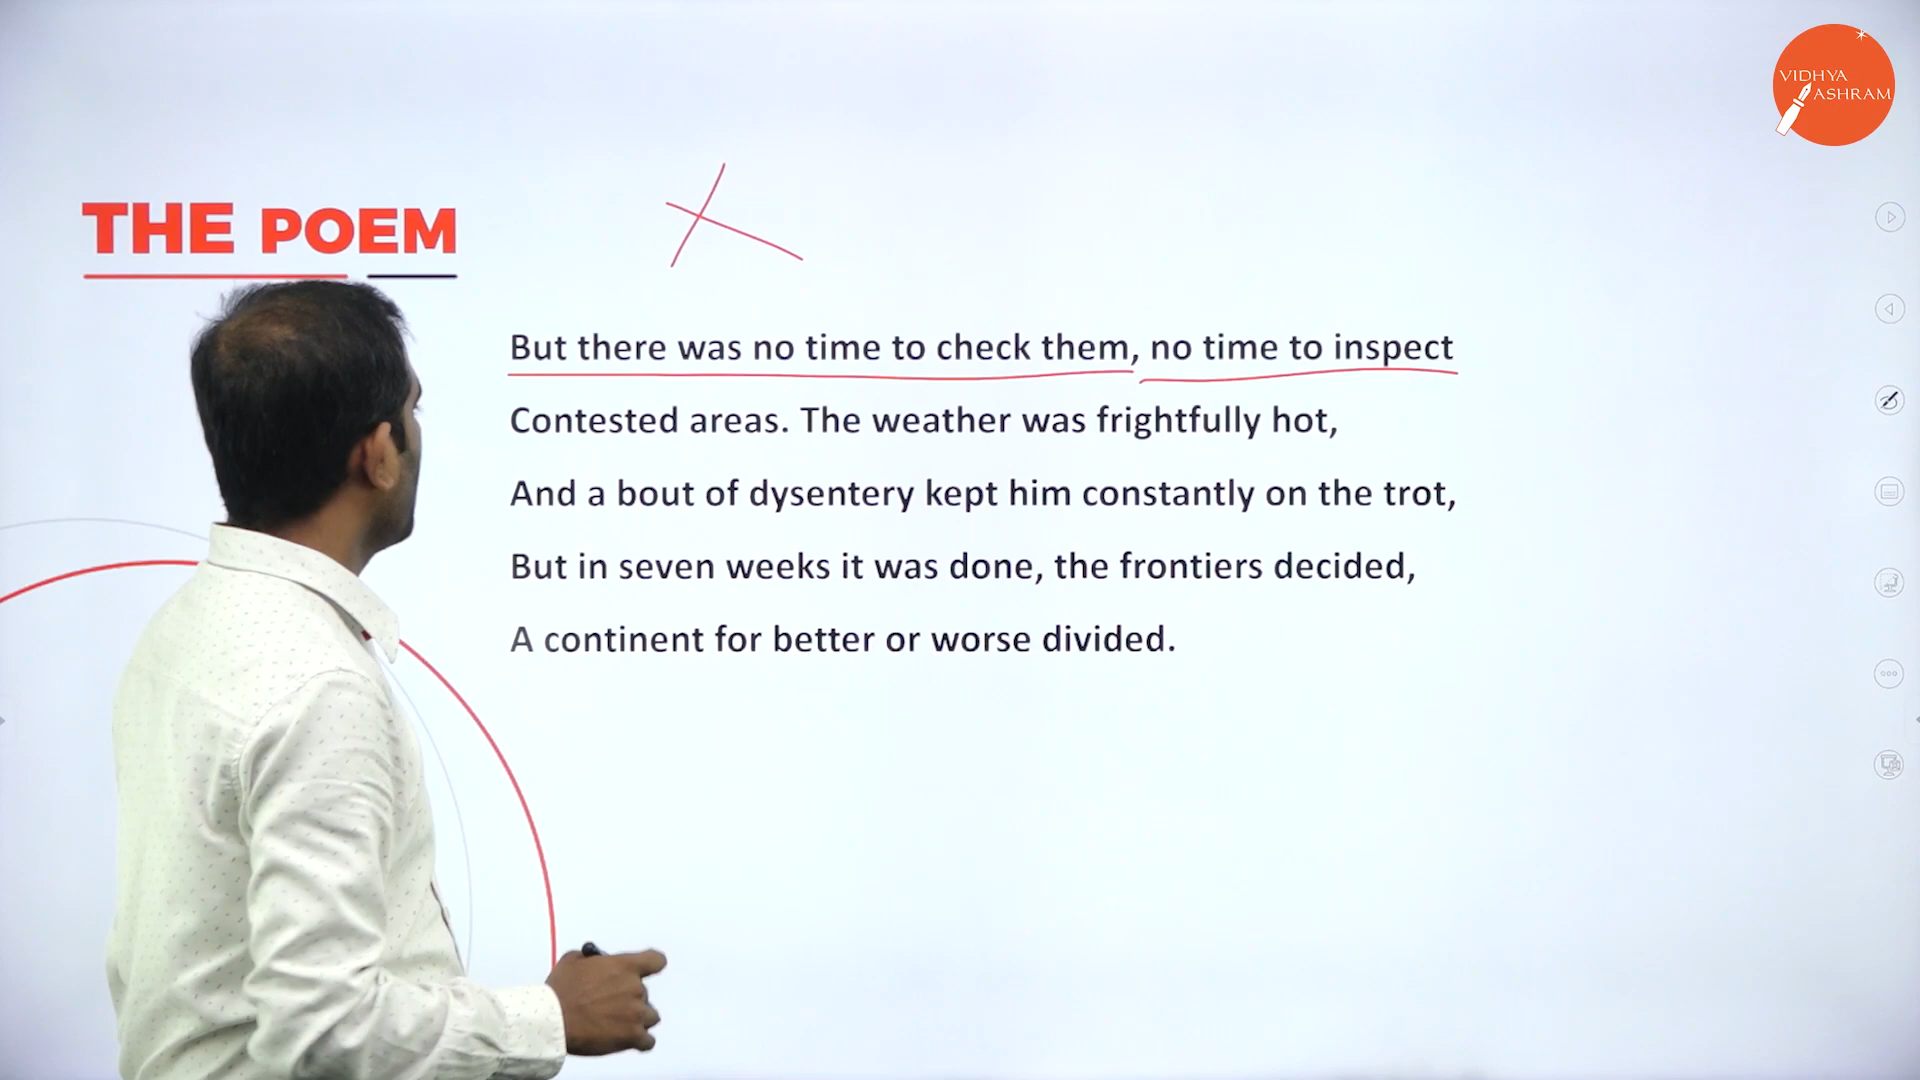 VIDHYA
ASHRAM
THE POEM
But there was no time to check them, no time to inspect
Contested areas. The weather was frightfully hot,
And a bout of dysentery kept him constantly on the trot,
But in seven weeks it was done, the frontiers decided,
A continent for better or worse divided.